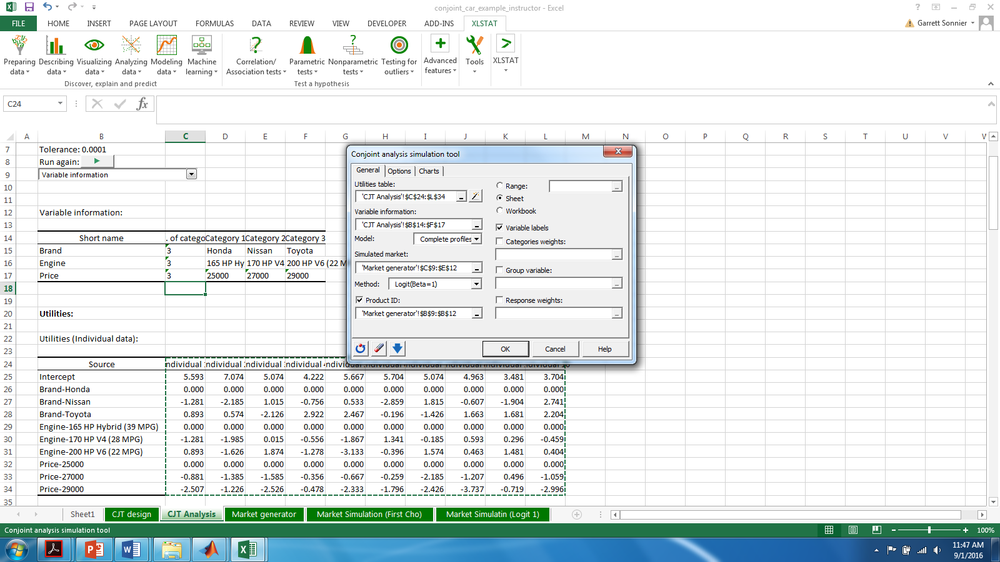 conjoint_car_example_instructor - Excel
FILE HOME INSERT PAGE LAYOUT FORMULAS DATA REVIEW VIEW DEVELOPER ADD-INS XLSTAT Garrett Sonnier
Preparing data Describing data Visualizing data Analyzing data Modeling data Machine learning Correlation/ Association tests Parametric tests Nonparametric tests Testing for outliers Advanced features Tools XLSTAT
Discover, explain and predict Test a hypothesis
C24 fx
A B C D E F G H I J K L M N O P Q R S T U V W
7 Tolerance: 0.0001
8 Run again:
9 Variable information
10
11
12 Variable information:
13
14 Short name . of catego Category 1 Category 2 Category 3
15 Brand 3 Honda Nissan Toyota
16 Engine 3 165 HP Hy 170 HP V4 200 HP V6 (22 M
17 Price 3 25000 27000 29000
18
19
20 Utilities:
21
22 Utilities (Individual data):
23
24 Source
25 Intercept 5.593 7.074 5.074 4.222 5.667 5.704 5.074 4.963 3.481 3.704
26 Brand-Honda 0.000 0.000 0.000 0.000 0.000 0.000 0.000 0.000 0.000 0.000
27 Brand-Nissan -1.281 -2.185 1.015 -0.756 0.533 -2.859 1.815 -0.607 -1.904 2.741
28 Brand-Toyota 0.893 0.574 -2.126 2.922 2.467 -0.196 -1.426 1.663 1.681 2.204
29 Engine-165 HP Hybrid (39 MPG) 0.000 0.000 0.000 0.000 0.000 0.000 0.000 0.000 0.000 0.000
30 Engine-170 HP V4 (28 MPG) -1.281 -1.985 0.015 -0.556 -1.867 1.341 -0.185 0.593 0.296 -0.459
31 Engine-200 HP V6 (22 MPG) 0.893 -1.626 1.874 -1.278 -3.133 -0.396 1.574 0.463 1.481 0.404
32 Price-25000 0.000 0.000 0.000 0.000 0.000 0.000 0.000 0.000 0.000 0.000
33 Price-27000 -0.881 -1.385 -1.585 -0.356 -0.667 -0.259 -2.185 -1.207 0.496 -1.059
34 Price-29000 -2.507 -1.226 -2.526 -0.478 -2.333 -1.796 -2.426 -3.737 -0.719 -2.996
35
Conjoint analysis simulation tool
General Options Charts
Utilities table:
'CJT Analysis'!$C$24:$L$34
Variable information:
'CJT Analysis'!$B$14:$F$17
Model: Complete profiles
Simulated market:
'Market generator'!$C$9:$E$12
Method: Logit(Beta=1)
Product ID:
'Market generator'!$B$9:$B$12
Range:
Sheet
Workbook
Variable labels
Categories weights:
Group variable:
Response weights:
OK Cancel Help
Sheet1 CJT design CJT Analysis Market generator Market Simulation (First Cho) Market Simulatin (Logit 1)
Conjoint analysis simulation tool 100%
11:47 AM
9/1/2016